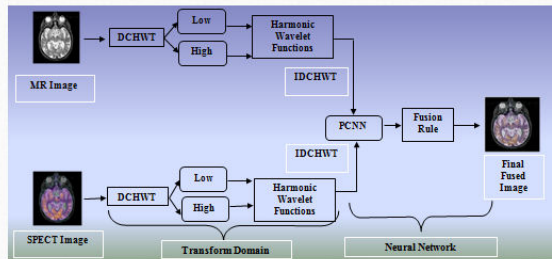 MR Image
DCHWT
Low
High
Harmonic
Wavelet
Functions
IDCHWT
PCNN
Fusion
Rule
Final
Fused
Image
IDCHWT
SPECT Image
DCHWT
Low
High
Harmonic
Wavelet
Functions
Transform Domain
Neural Network